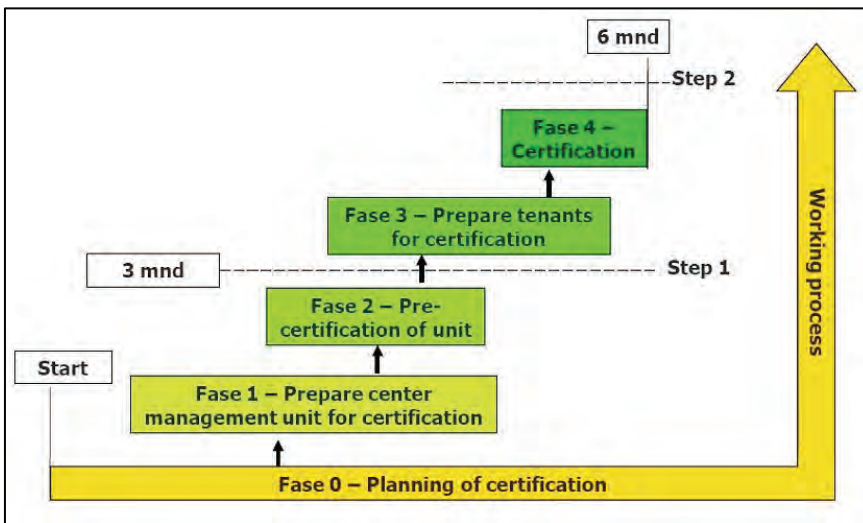 6 mnd
Step 2
Fase 4 –
Certification
Fase 3 – Prepare tenants
for certification
3 mnd
Step 1
Fase 2 – Pre-
certification of unit
Start
Fase 1 – Prepare center
management unit for certification
Fase 0 – Planning of certification
Working process